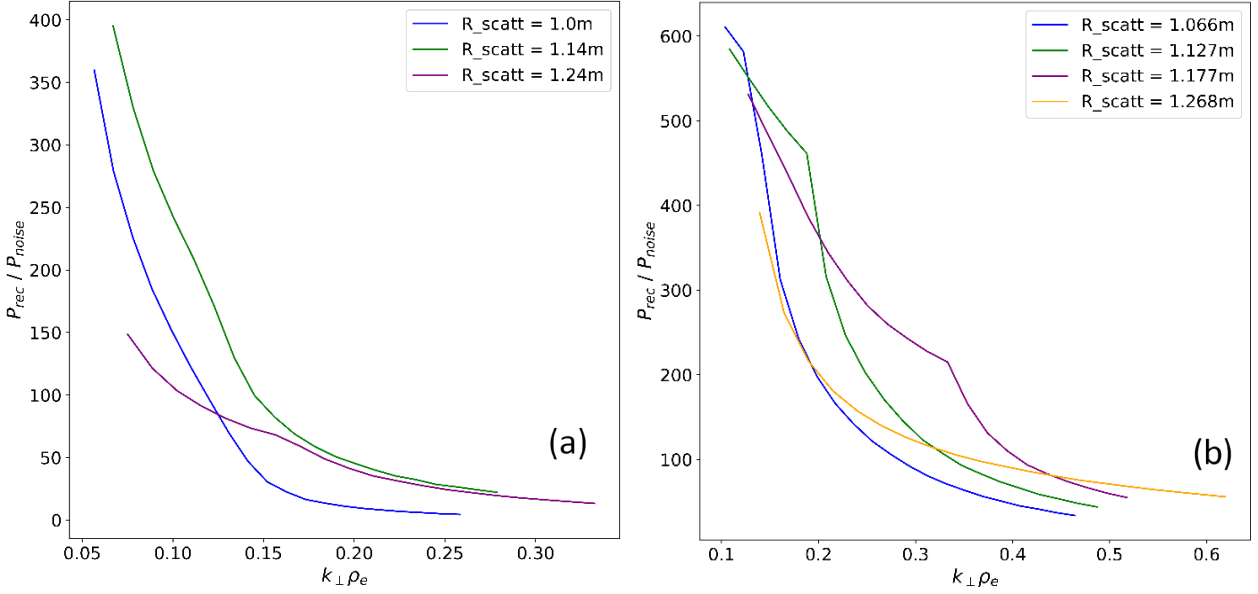 400
350
300
250
200
150
100
50
0
P_rec / P_noise
0.05
0.10
0.15
0.20
0.25
0.30
k⊥ρe
R_scatt = 1.0m
R_scatt = 1.14m
R_scatt = 1.24m
(a)
600
500
400
300
200
100
P_rec / P_noise
0.1
0.2
0.3
0.4
0.5
0.6
k⊥ρe
R_scatt = 1.066m
R_scatt = 1.127m
R_scatt = 1.177m
R_scatt = 1.268m
(b)